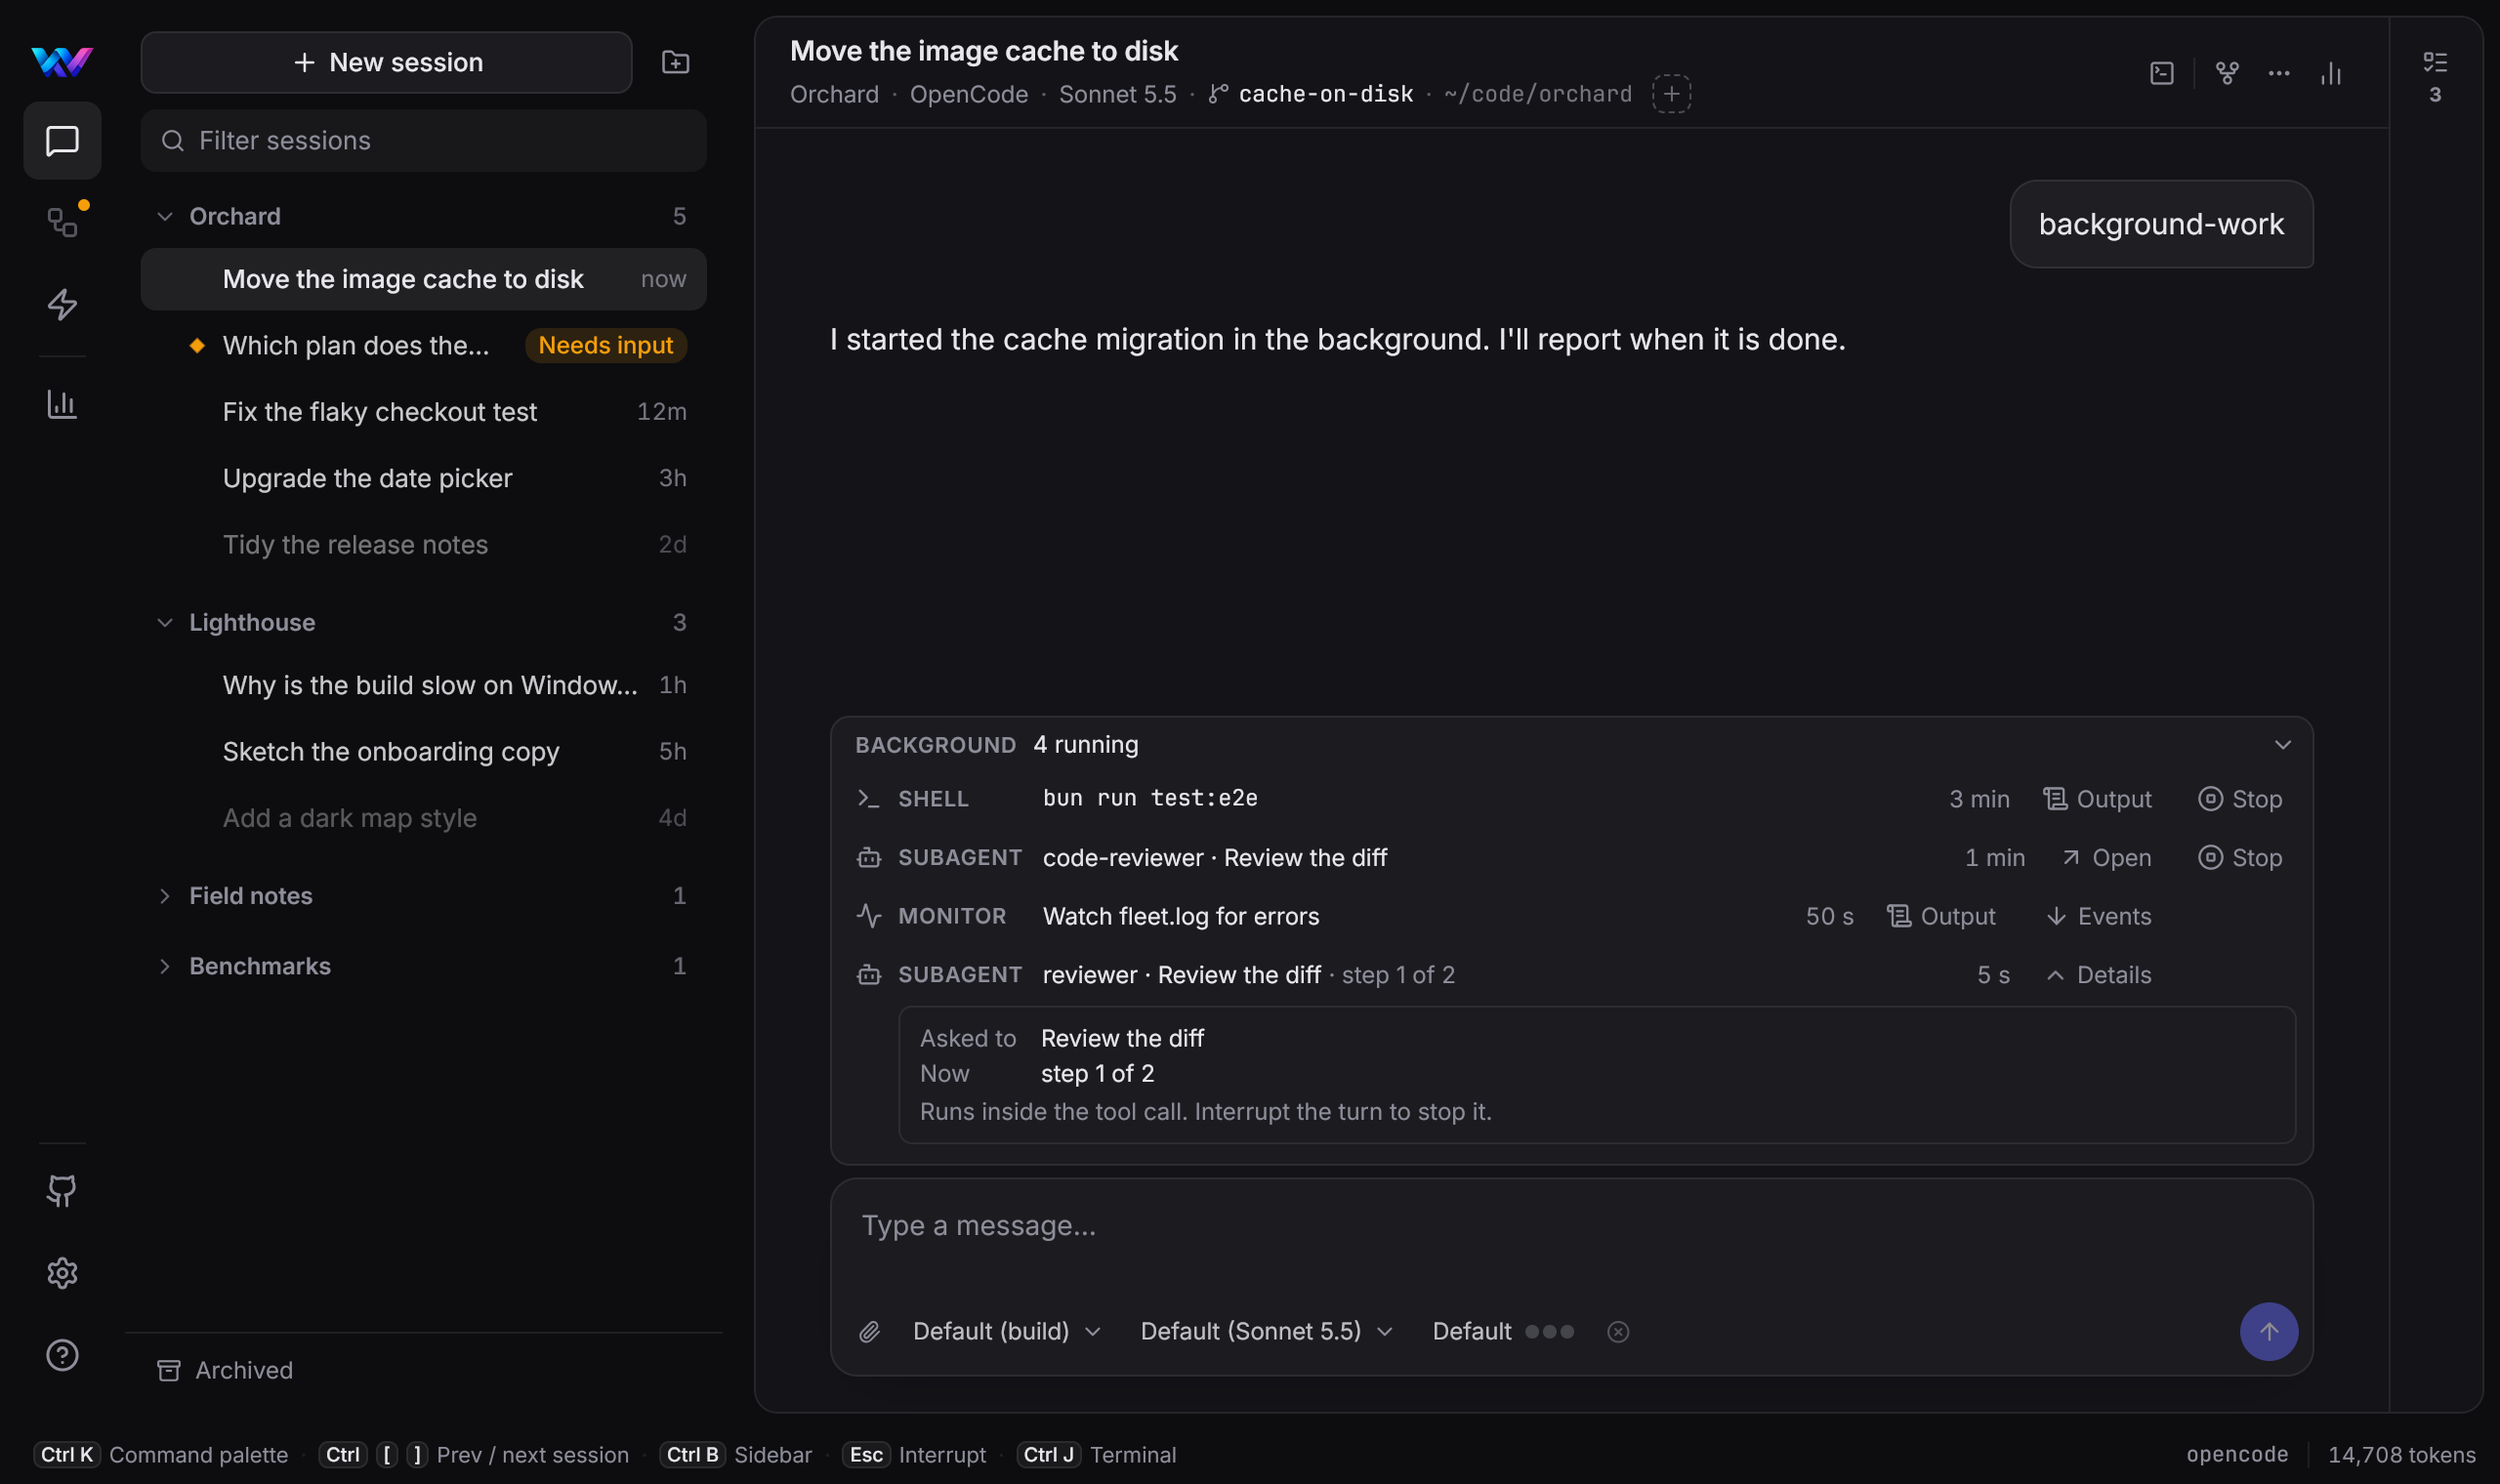 New session
Filter sessions
Orchard 5
Move the image cache to disk now
Which plan does the... Needs input
Fix the flaky checkout test 12m
Upgrade the date picker 3h
Tidy the release notes 2d
Lighthouse 3
Why is the build slow on Window... 1h
Sketch the onboarding copy 5h
Add a dark map style 4d
Field notes 1
Benchmarks 1
Archived
Move the image cache to disk
Orchard · OpenCode · Sonnet 5.5 · cache-on-disk · ~/code/orchard
3
background-work
I started the cache migration in the background. I'll report when it is done.
BACKGROUND 4 running
SHELL bun run test:e2e 3 min Output Stop
SUBAGENT code-reviewer · Review the diff 1 min Open Stop
MONITOR Watch fleet.log for errors 50 s Output Events
SUBAGENT reviewer · Review the diff · step 1 of 2 5 s Details
Asked to Review the diff
Now step 1 of 2
Runs inside the tool call. Interrupt the turn to stop it.
Type a message...
Default (build) Default (Sonnet 5.5) Default
Ctrl K Command palette · Ctrl [ ] Prev / next session · Ctrl B Sidebar · Esc Interrupt · Ctrl J Terminal
opencode 14,708 tokens